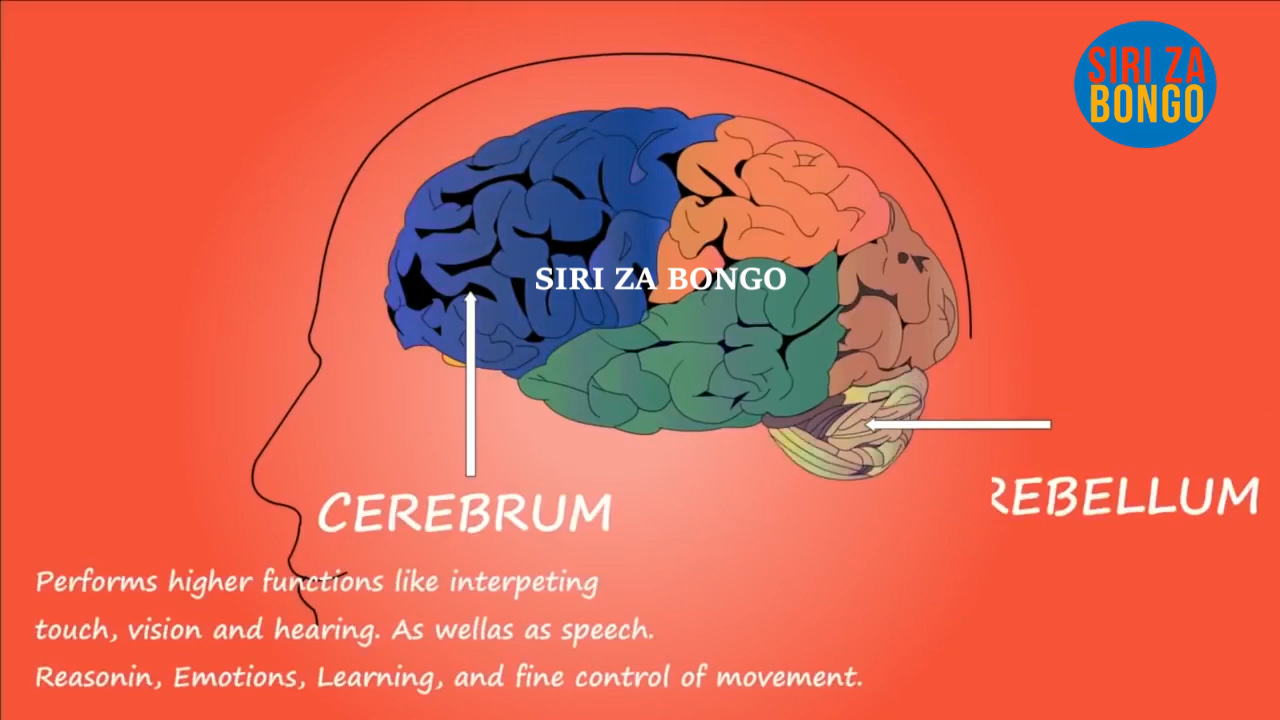 SIRI ZA
BONGO
SIRI ZA BONGO
CEREBRUM
REBELLUM
Performs higher functions like interpeting
touch, vision and hearing. As wellas as speech.
Reasonin, Emotions, Learning, and fine control of movement.